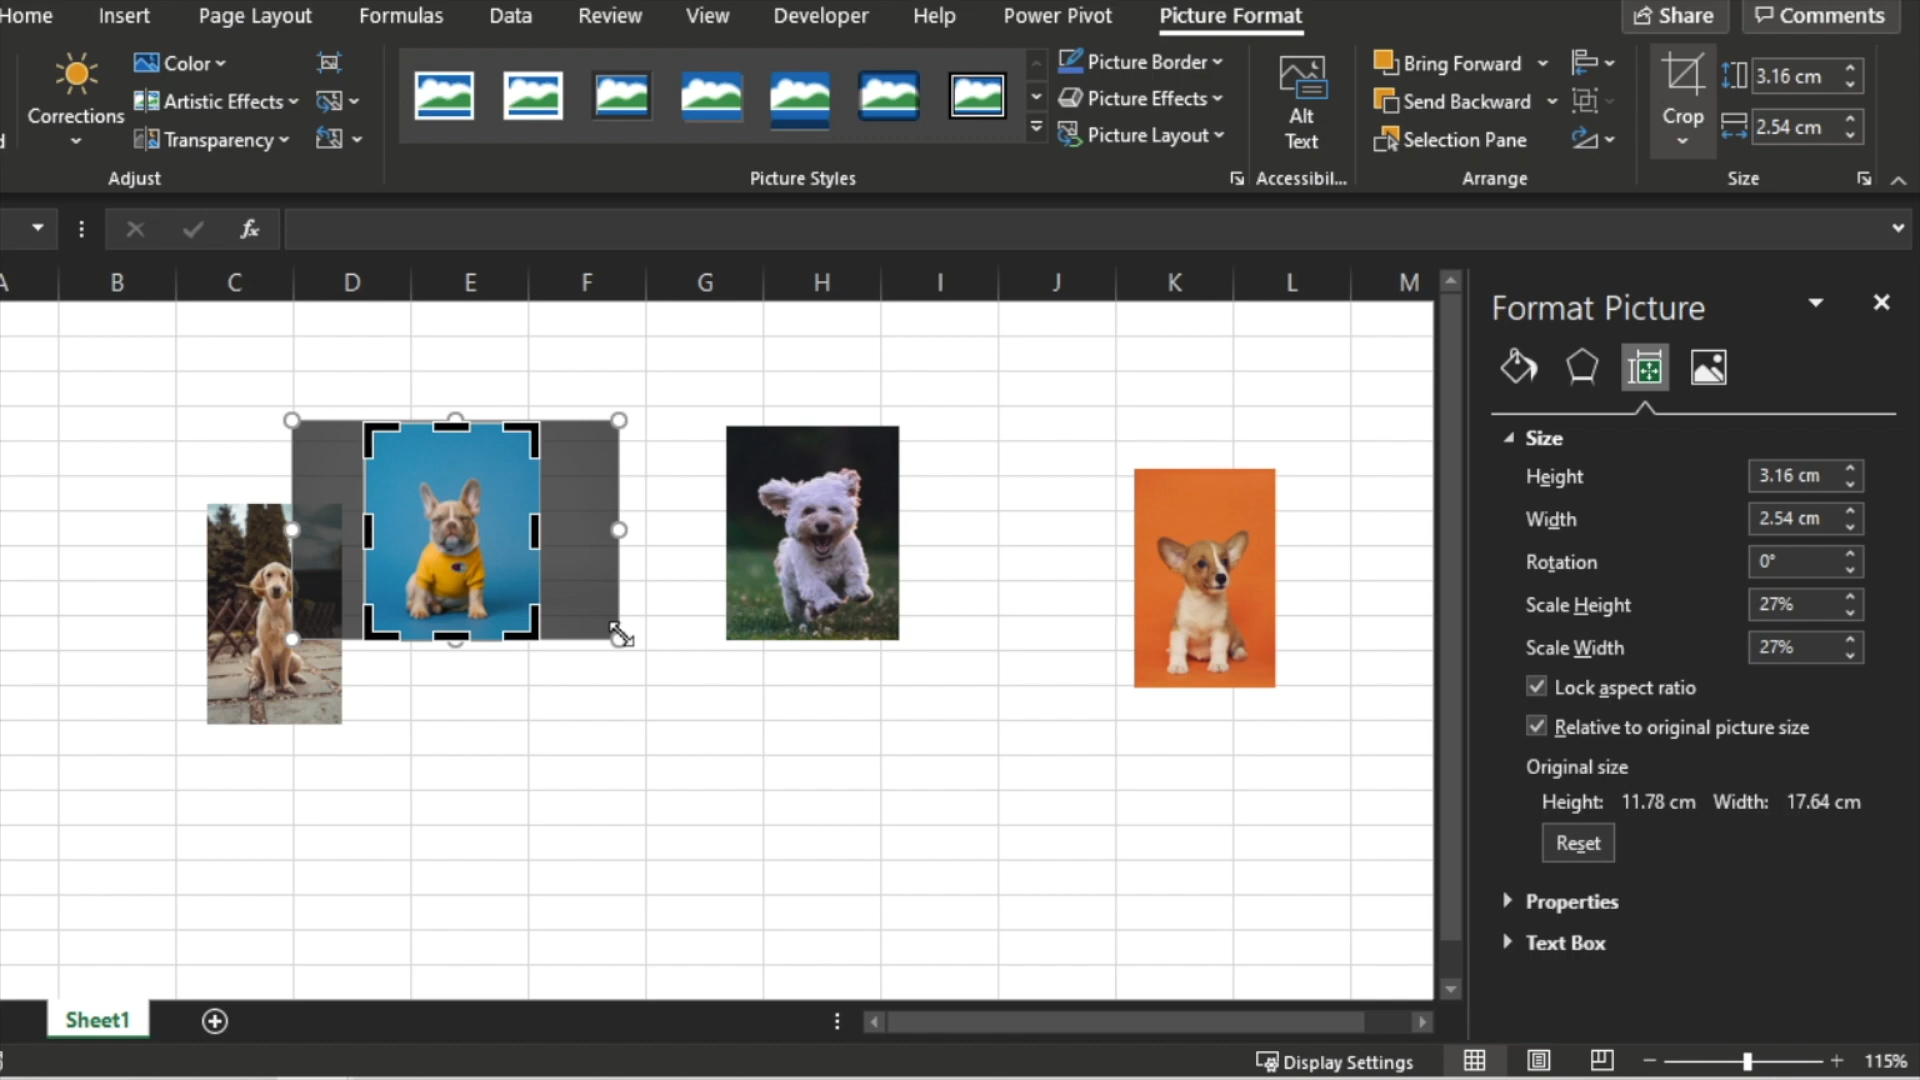 Home Insert Page Layout Formulas Data Review View Developer Help Power Pivot Picture Format Share Comments
Corrections
Color
Artistic Effects
Transparency
Adjust
Picture Border
Picture Effects
Picture Layout
Picture Styles
Alt
Text
Accessibil...
Bring Forward
Send Backward
Selection Pane
Arrange
Crop
3.16 cm
2.54 cm
Size
fx
A B C D E F G H I J K L M
Format Picture
Size
Height 3.16 cm
Width 2.54 cm
Rotation 0°
Scale Height 27%
Scale Width 27%
Lock aspect ratio
Relative to original picture size
Original size
Height: 11.78 cm Width: 17.64 cm
Reset
Properties
Text Box
Sheet1
Display Settings 115%